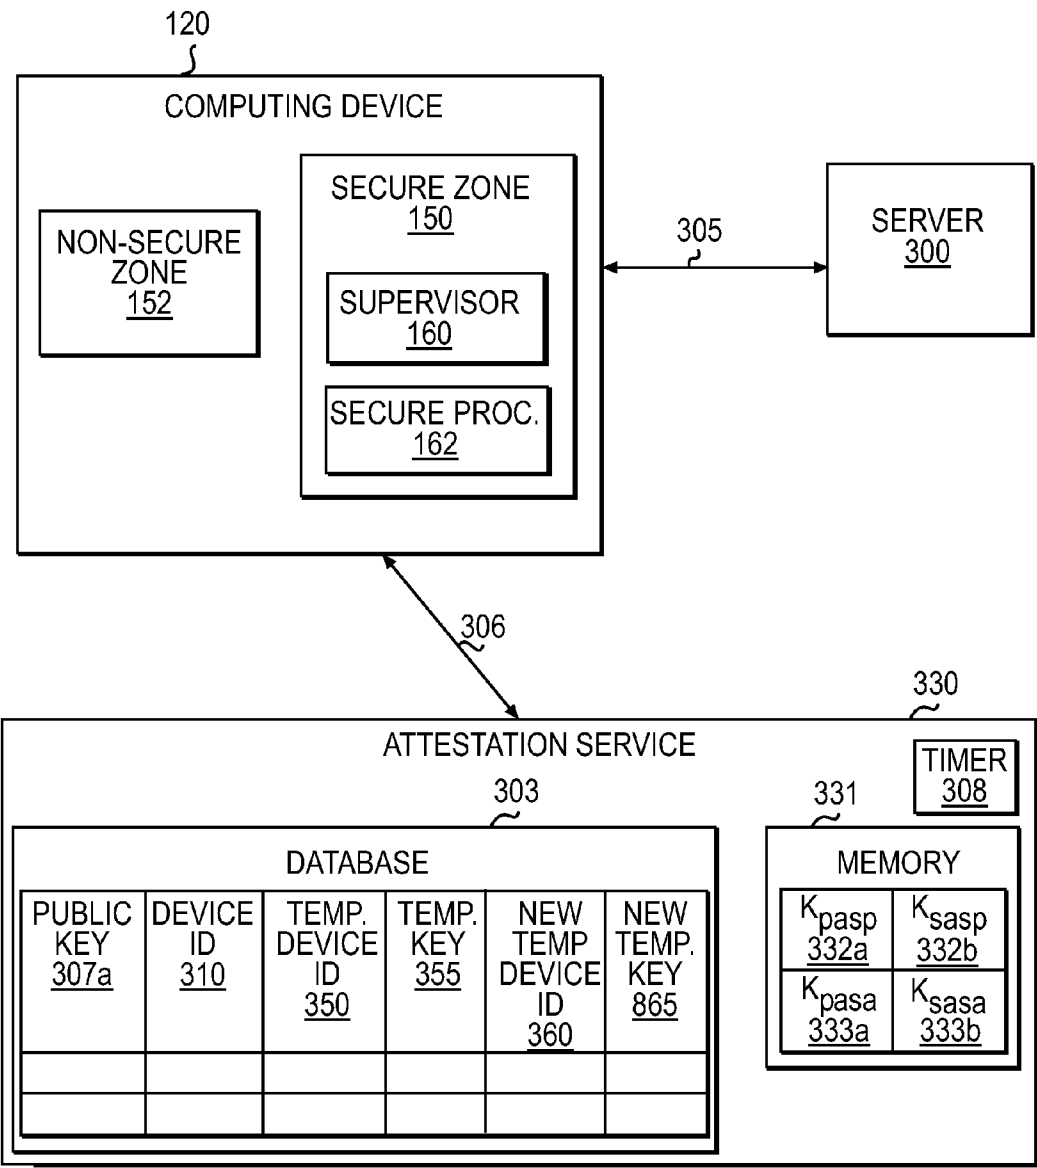 120
COMPUTING DEVICE
SECURE ZONE
150
NON-SECURE
ZONE
152
SUPERVISOR
160
SECURE PROC.
162
305
SERVER
300
306
330
ATTESTATION SERVICE
TIMER
308
303
331
DATABASE
PUBLIC
KEY
307a
DEVICE
ID
310
TEMP.
DEVICE
ID
350
TEMP.
KEY
355
NEW
TEMP
DEVICE
ID
360
NEW
TEMP.
KEY
865
MEMORY
Kpasp
332a
Ksasp
332b
Kpasa
333a
Ksasa
333b